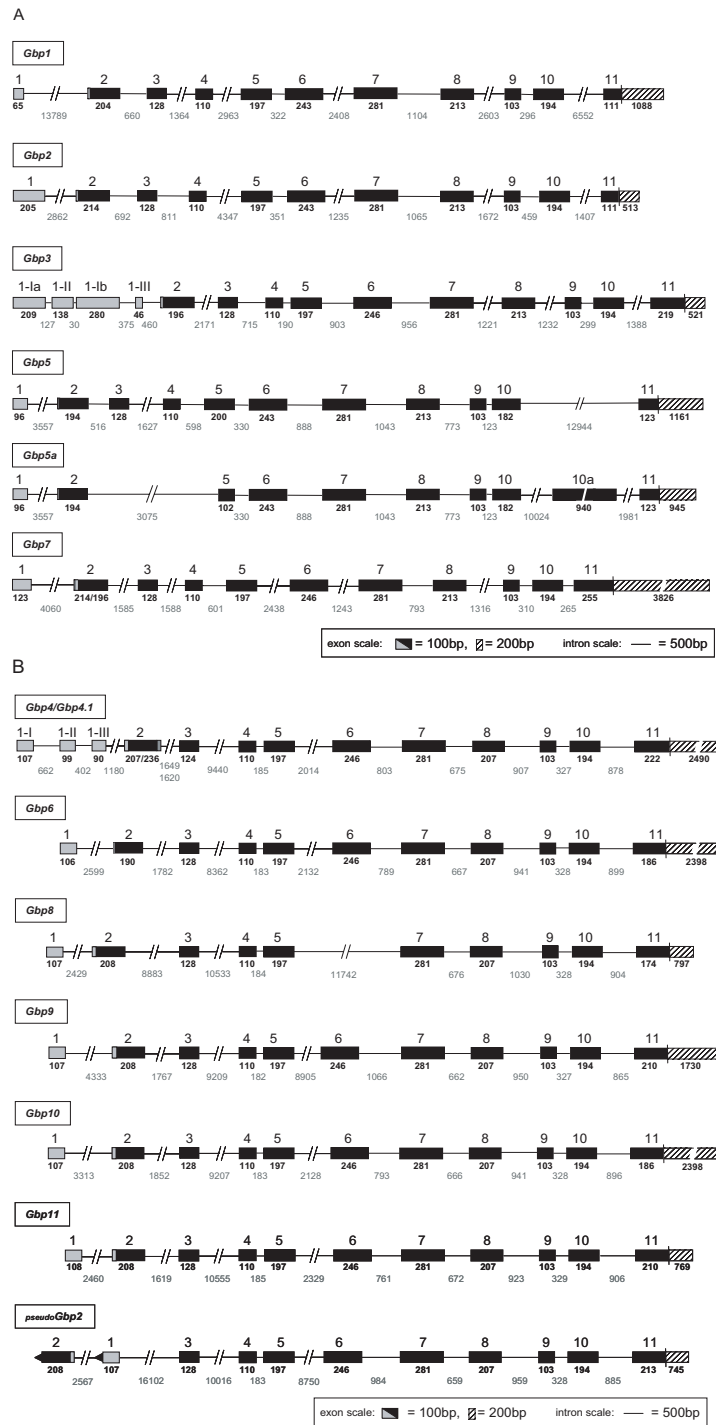 A
Gbp1
1 2 3 4 5 6 7 8 9 10 11
65 204 128 110 197 243 281 213 103 194 111 1088
13789 660 1364 2963 322 2408 1104 2603 296 6552
Gbp2
1 2 3 4 5 6 7 8 9 10 11
205 214 128 110 197 243 281 213 103 194 111 513
2862 692 811 4347 351 1235 1065 1672 459 1407
Gbp3
1-Ia 1-II 1-Ib 1-III 2 3 4 5 6 7 8 9 10 11
209 138 280 46 196 128 110 197 246 281 213 103 194 219 521
127 30 375 460 2171 715 190 903 956 1221 1232 299 1388
Gbp5
1 2 3 4 5 6 7 8 9 10 11
96 194 128 110 200 243 281 213 103 182 123 1161
3557 516 1627 598 330 888 1043 773 123 12944
Gbp5a
1 2 5 6 7 8 9 10 10a 11
96 194 102 243 281 213 103 182 940 123 945
3557 3075 330 888 1043 773 123 10024 1981
Gbp7
1 2 3 4 5 6 7 8 9 10 11
123 214/196 128 110 197 246 281 213 103 194 255 3826
4060 1585 1588 601 2438 1243 793 1316 310 265
exon scale: = 100bp, = 200bp intron scale: = 500bp
B
Gbp4/Gbp4.1
1-I 1-II 1-III 2 3 4 5 6 7 8 9 10 11
107 99 90 207/236 124 110 197 246 281 207 103 194 222 2490
662 402 1180 1649 9440 185 2014 803 675 907 327 878
1620
Gbp6
1 2 3 4 5 6 7 8 9 10 11
106 190 128 110 197 246 281 207 103 194 186 2398
2599 1782 8362 183 2132 789 667 941 328 899
Gbp8
1 2 3 4 5 7 8 9 10 11
107 208 128 110 197 281 207 103 194 174 797
2429 8883 10533 184 11742 676 1030 328 904
Gbp9
1 2 3 4 5 6 7 8 9 10 11
107 208 128 110 197 246 281 207 103 194 210 1730
4333 1767 9209 182 8905 1066 662 950 327 865
Gbp10
1 2 3 4 5 6 7 8 9 10 11
107 208 128 110 197 246 281 207 103 194 186 2398
3313 1852 9207 183 2128 793 666 941 328 896
Gbp11
1 2 3 4 5 6 7 8 9 10 11
108 208 128 110 197 246 281 207 103 194 210 769
2460 1619 10555 185 2329 761 672 923 329 906
pseudoGbp2
2 1 3 4 5 6 7 8 9 10 11
208 107 128 110 197 246 281 207 103 194 213 745
2567 16102 10016 183 8750 984 659 959 328 885
exon scale: = 100bp, = 200bp intron scale: = 500bp